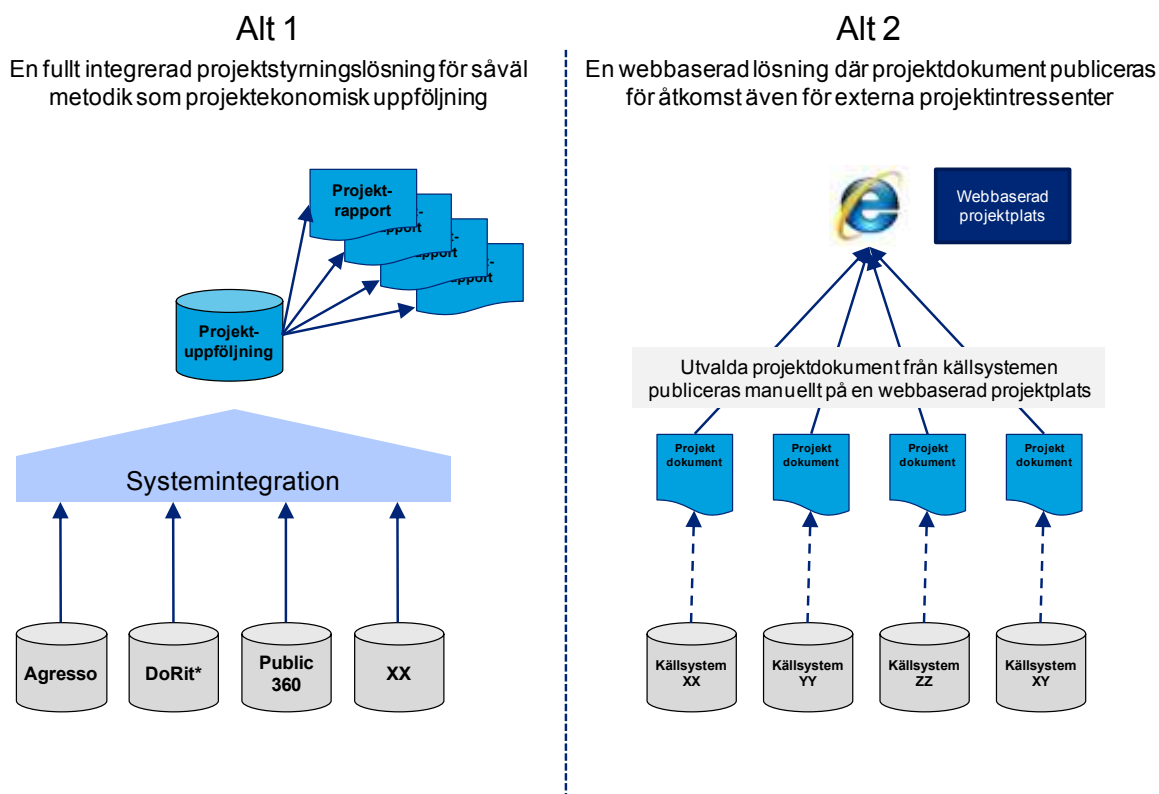 Alt 1
En fullt integrerad projektstyrningslösning för såväl
metodik som projektekonomisk uppföljning
Projekt-
rapport
-
port
-
port
-
pport
Projekt-
uppföljning
Systemintegration
Agresso
DoRit*
Public
360
XX
Alt 2
En webbaserad lösning där projektdokument publiceras
för åtkomst även för externa projektintressenter
Webbaserad
projektplats
Utvalda projektdokument från källsystemen
publiceras manuellt på en webbaserad projektplats
Projekt
dokument
Projekt
dokument
Projekt
dokument
Projekt
dokument
Källsystem
XX
Källsystem
YY
Källsystem
ZZ
Källsystem
XY